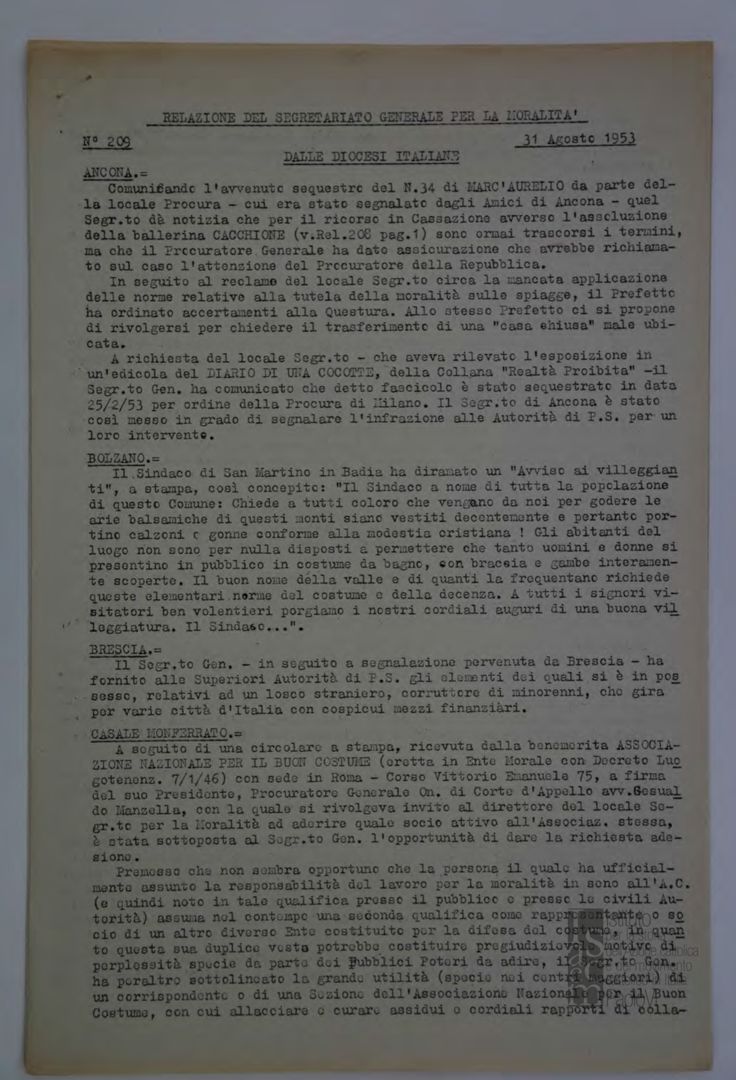 RELAZIONE DEL SEGRETARIATO GENERALE PER LA MORALITA'
N° 209
31 Agosto 1953
DALLE DIOCESI ITALIANE
ANCONA.=
Comunicando l'avvenuto sequestro del N.34 di MARC'AURELIO da parte del-
la locale Procura - cui era stato segnalato dagli Amici di Ancona - quel
Segr.to dà notizia che per il ricorso in Cassazione avverso l'assoluzione
della ballerina CACCHIONE (v.Rel.208 pag.1) sono ormai trascorsi i termini,
ma che il Procuratore Generale ha dato assicurazione che avrebbe richiama-
to sul caso l'attenzione del Procuratore della Repubblica.
In seguito al reclamo del locale Segr.to circa la mancata applicazione
delle norme relative alla tutela della moralità sulle spiagge, il Prefetto
ha ordinato accertamenti alla Questura. Allo stesso Prefetto ci si propone
di rivolgersi per chiedere il trasferimento di una "casa chiusa" male ubi-
cata.
A richiesta del locale Segr.to - che aveva rilevato l'esposizione in
un'edicola del DIARIO DI UNA COCOTTE, della Collana "Realtà Proibita" -il
Segr.to Gen. ha comunicato che detto fascicolo è stato sequestrato in data
25/2/53 per ordine della Procura di Milano. Il Segr.to di Ancona è stato
così messo in grado di segnalare l'infrazione alle Autorità di P.S. per un
loro intervento.
BOLZANO.=
Il Sindaco di San Martino in Badia ha diramato un "Avviso ai villeggian
ti", a stampa, così concepito: "Il Sindaco a nome di tutta la popolazione
di questo Comune: Chiede a tutti coloro che vengano da noi per godere le
arie balsamiche di questi monti siano vestiti decentemente e pertanto por-
tino calzoni e gonne conforme alla modestia cristiana ! Gli abitanti del
luogo non sono per nulla disposti a permettere che tanto uomini e donne si
presentino in pubblico in costume da bagno, con braccia e gambe interamen-
te scoperte. Il buon nome della valle e di quanti la frequentano richiede
queste elementari norme del costume e della decenza. A tutti i signori vi-
sitatori ben volentieri porgiamo i nostri cordiali auguri di una buona vil
leggiatura. Il Sindaco...".
BRESCIA.=
Il Segr.to Gen. - in seguito a segnalazione pervenuta da Brescia - ha
fornito alle Superiori Autorità di P.S. gli elementi dei quali si è in pos
sesso, relativi ad un losco straniero, corruttore di minorenni, che gira
per varie città d'Italia con cospicui mezzi finanziàri.
CASALE MONFERRATO.=
A seguito di una circolare a stampa, ricevuta dalla benemerita ASSOCIA-
ZIONE NAZIONALE PER IL BUON COSTUME (eretta in Ente Morale con Decreto Luo
gotenenz. 7/1/46) con sede in Roma - Corso Vittorio Emanuele 75, a firma
del suo Presidente, Procuratore Generale On. di Corte d'Appello avv.Gesual
do Manzella, con la quale si rivolgeva invito al direttore del locale Se-
gr.to per la Moralità ad aderire quale socio attivo all'Associaz. stessa,
è stata sottoposta al Segr.to Gen. l'opportunità di dare la richiesta ade-
sione.
Premesso che non sembra opportuno che la persona il quale ha ufficial-
mente assunto la responsabilità del lavoro per la moralità in seno all'A.C.
(e quindi noto in tale qualifica presso il pubblico e presso le civili Au-
torità) assuma nel contempo una seconda qualifica come rappresentante o so
cio di un altro diverso Ente costituito per la difesa del costume, in quan
to questa sua duplice veste potrebbe costituire pregiudizio e motivo di
perplessità specie da parte dei Pubblici Poteri da adire, il Segr.to Gen.
ha peraltro sottolineato la grande utilità (specie nei centri maggiori) di
un corrispondente o di una Sezione dell'Associazione Nazionale per il Buon
Costume, con cui allacciare e curare assidui e cordiali rapporti di colla-